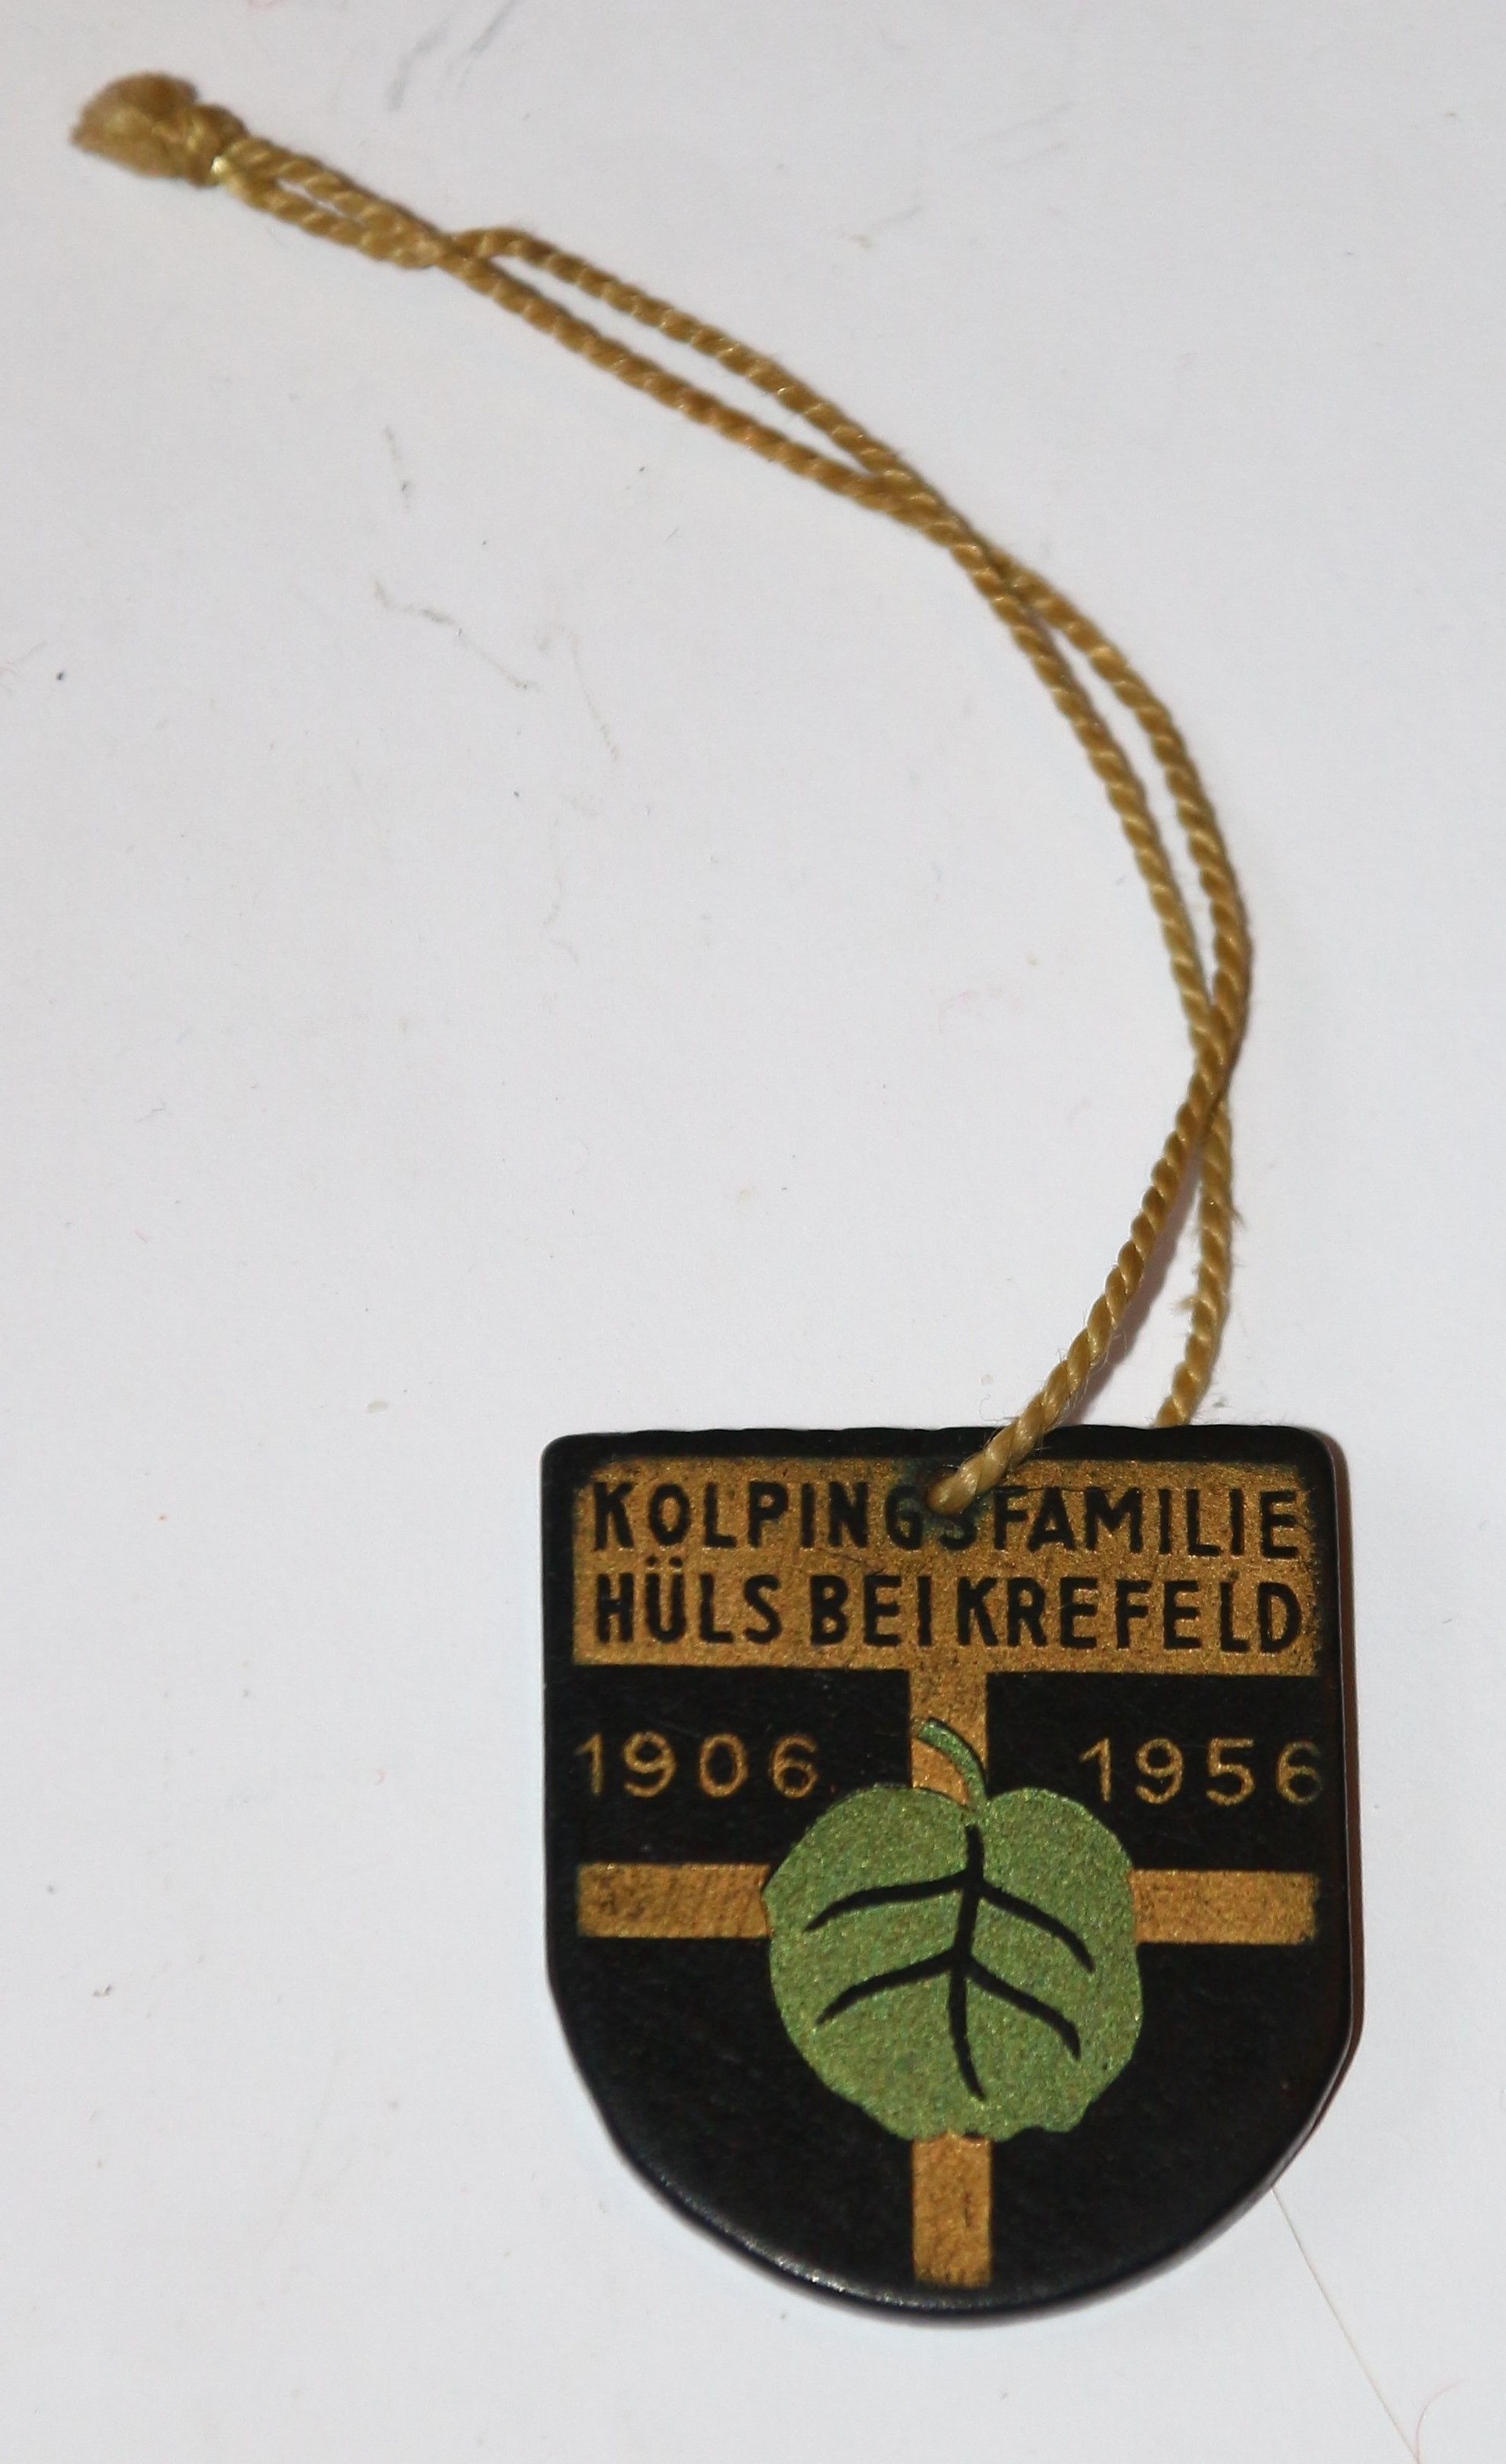 KOLPINGSFAMILIE
HÜLS BEI KREFELD
1906 1956